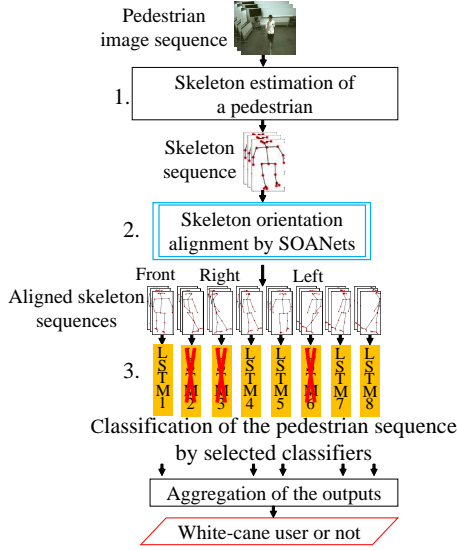 Pedestrian
image sequence
1.
Skeleton estimation of
a pedestrian
Skeleton
sequence
2.
Skeleton orientation
alignment by SOANets
Front Right Left
Aligned skeleton
sequences
3.
LSTM1 LSTM2 LSTM3 LSTM4 LSTM5 LSTM6 LSTM7 LSTM8
Classification of the pedestrian sequence
by selected classifiers
Aggregation of the outputs
White-cane user or not